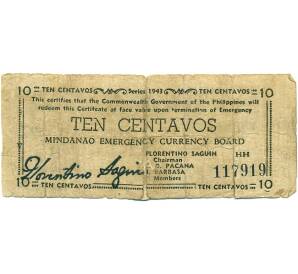 10 TEN CENTAVOS Series 1943 TEN CENTAVOS 10
This certifies that the Commonwealth Government of the Philippines will
redeem this Certificate at face value upon termination of Emergency
TEN CENTAVOS
MINDANAO EMERGENCY CURRENCY BOARD
FLORENTINO SAGUIN HH
Chairman
PACANA 117919
BARBASA
Members
Florentino Saguin
10 TEN CENTAVOS TEN CENTAVOS 10